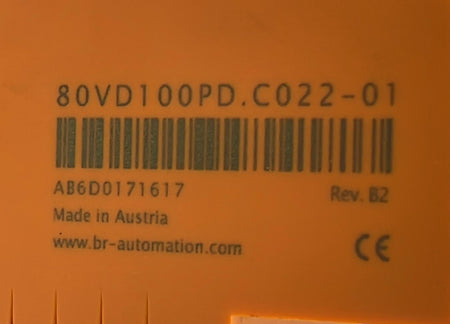 80VD100PD.C022-01
AB6D0171617 Rev. B2
Made in Austria
www.br-automation.com CE